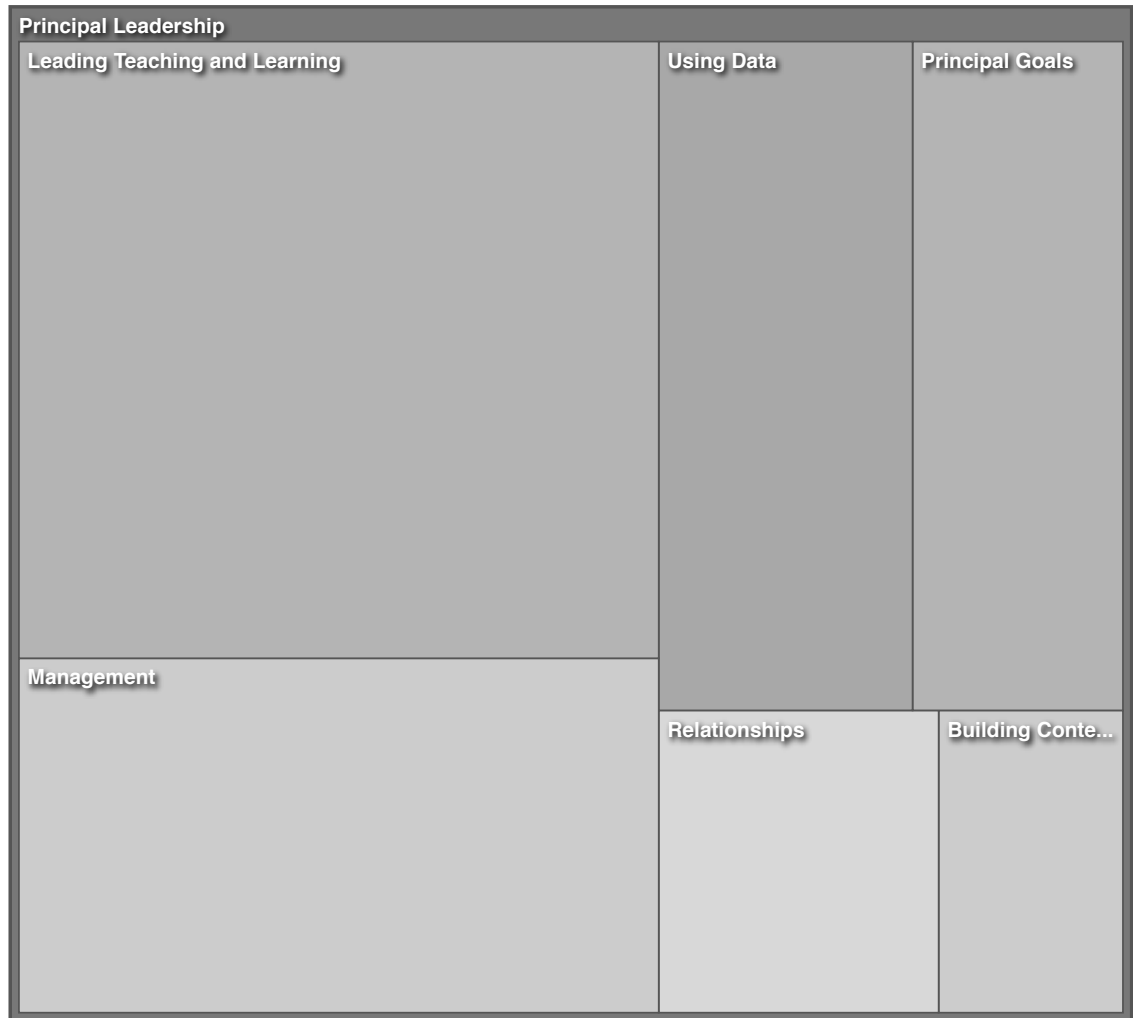 Principal Leadership
Leading Teaching and Learning
Using Data
Principal Goals
Management
Relationships
Building Conte...